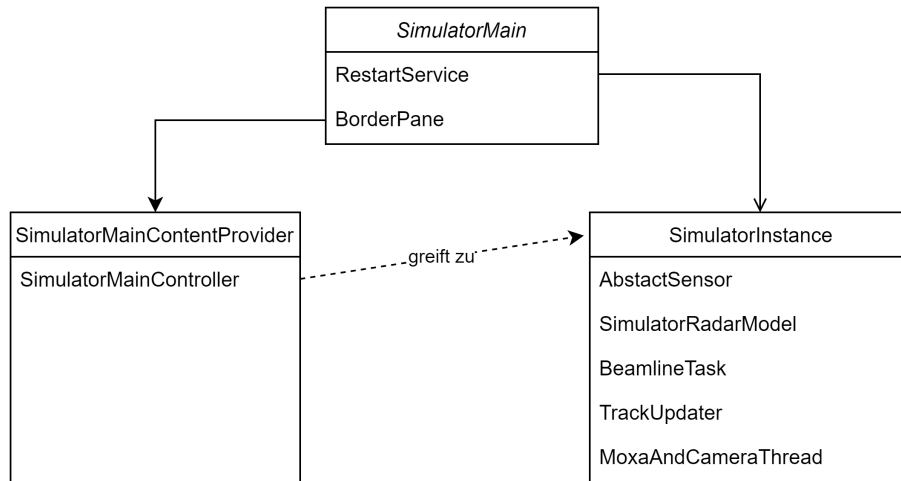 SimulatorMain
RestartService
BorderPane
SimulatorMainContentProvider
SimulatorMainController
greift zu
SimulatorInstance
AbstactSensor
SimulatorRadarModel
BeamlineTask
TrackUpdater
MoxaAndCameraThread